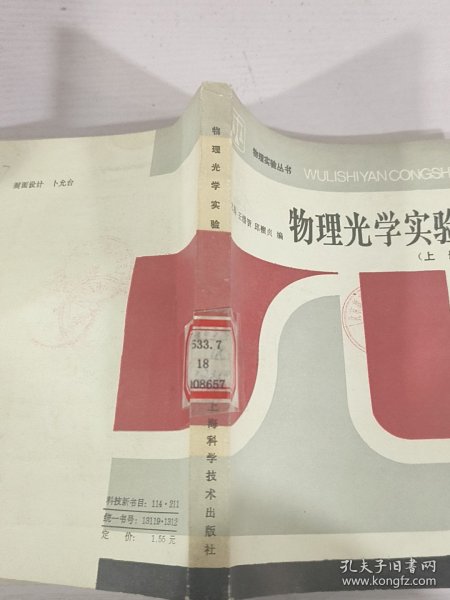 封面设计 卜允台
科技新书目：114·211
统一书号：13119·1312
定 价：1.55元
物理光学实验
533.7
18
008657
上海科学技术出版社
物理实验丛书
WULISHIYAN CONGSH
编
物理光学实验
（上
孔夫子旧书网
www.kongfz.com